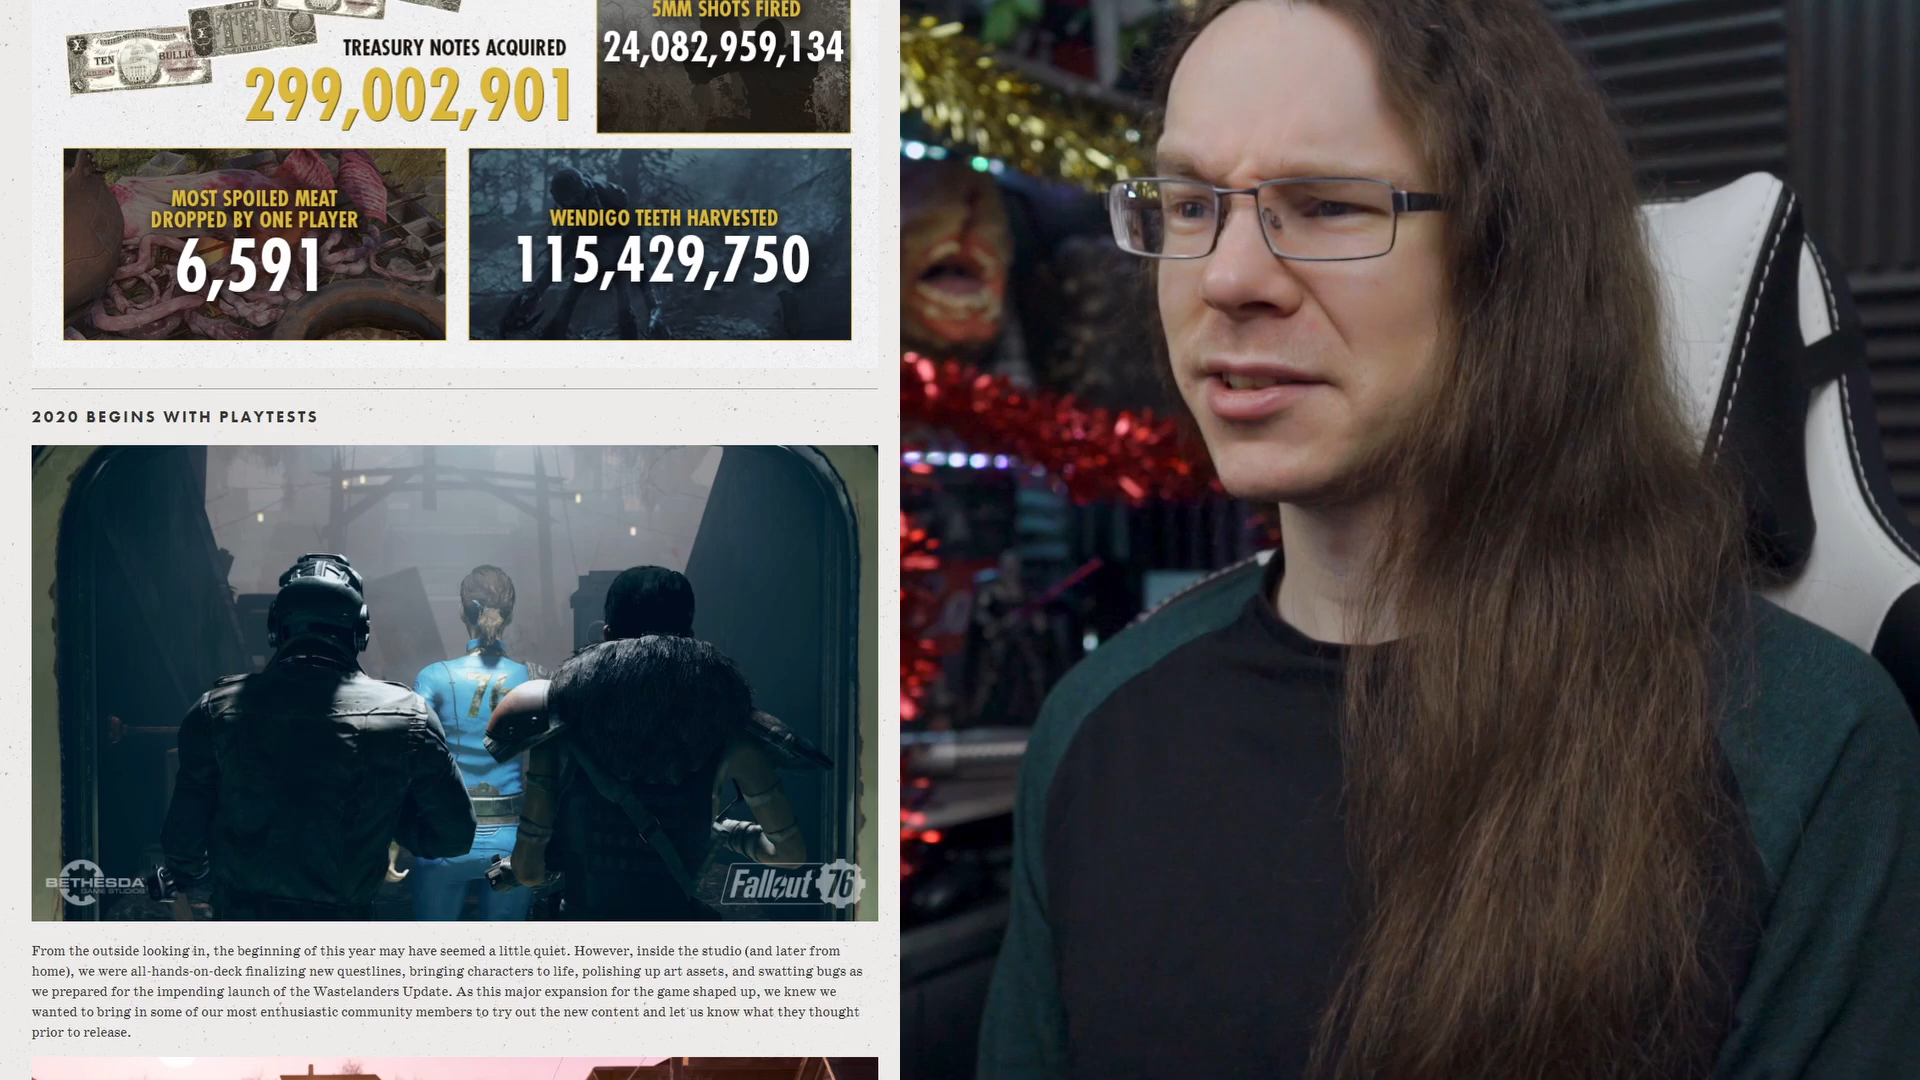 TREASURY NOTES ACQUIRED
299,002,901
5MM SHOTS FIRED
24,082,959,134
MOST SPOILED MEAT
DROPPED BY ONE PLAYER
6,591
WENDIGO TEETH HARVESTED
115,429,750
2020 BEGINS WITH PLAYTESTS
76
BETHESDA
GAME STUDIOS
Fallout 76
From the outside looking in, the beginning of this year may have seemed a little quiet. However, inside the studio (and later from
home), we were all-hands-on-deck finalizing new questlines, bringing characters to life, polishing up art assets, and swatting bugs as
we prepared for the impending launch of the Wastelanders Update. As this major expansion for the game shaped up, we knew we
wanted to bring in some of our most enthusiastic community members to try out the new content and let us know what they thought
prior to release.